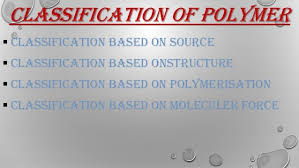 CLASSIFICATION OF POLYMER
▪ CLASSIFICATION BASED ON SOURCE
▪ CLASSIFICATION BASED ONSTRUCTURE
▪ CLASSIFICATION BASED ON POLYMERISATION
▪ CLASSIFICATION BASED ON MOLECULER FORCE